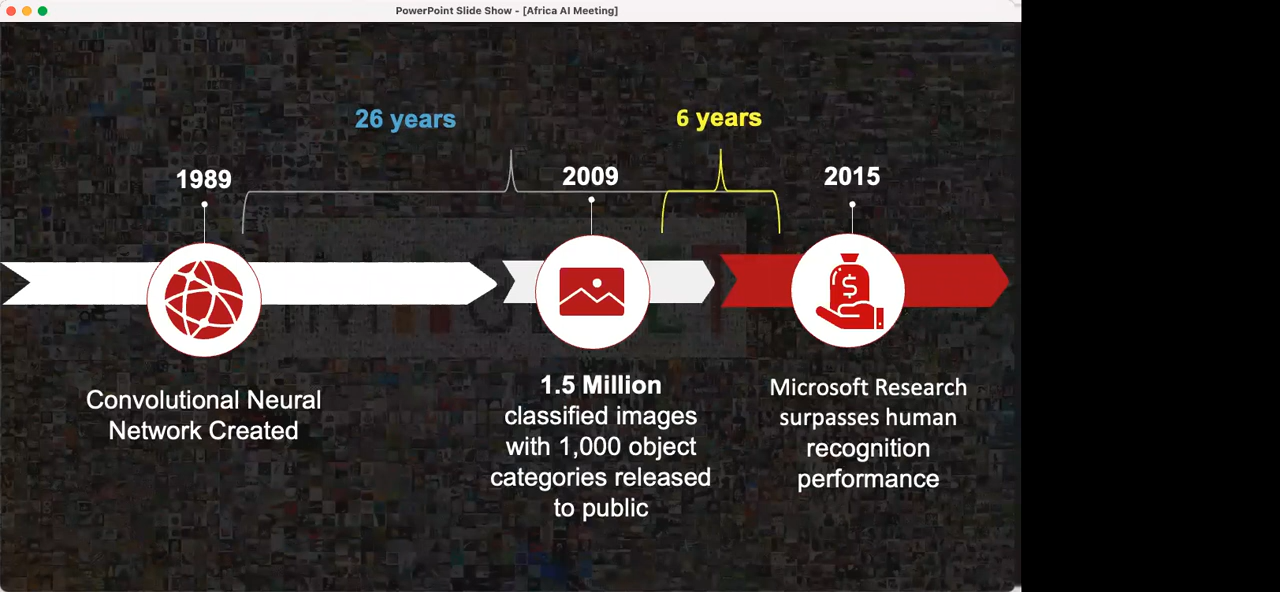 PowerPoint Slide Show - [Africa AI Meeting]
26 years
6 years
1989
2009
2015
$
Convolutional Neural
Network Created
1.5 Million
classified images
with 1,000 object
categories released
to public
Microsoft Research
surpasses human
recognition
performance